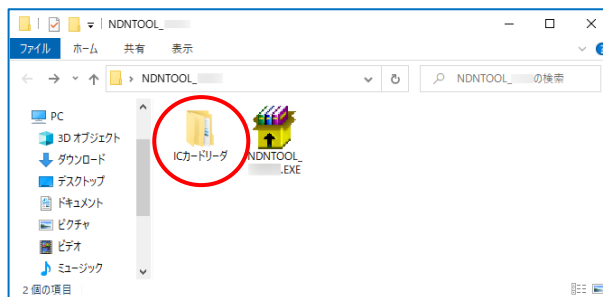 NDNTOOL_
ファイル ホーム 共有 表示
NDNTOOL_
NDNTOOL_ の検索
PC
3D オブジェクト
ダウンロード
デスクトップ
ドキュメント
ピクチャ
ビデオ
ミュージック
ICカードリーダ
NDNTOOL_
.EXE
2 個の項目